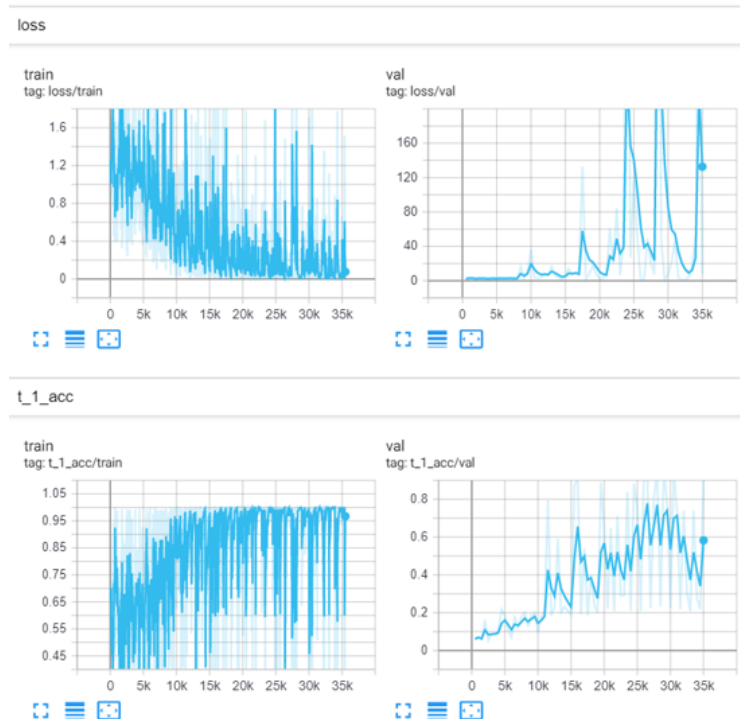 loss
train
tag: loss/train
1.6
1.2
0.8
0.4
0
0 5k 10k 15k 20k 25k 30k 35k
val
tag: loss/val
160
120
80
40
0
0 5k 10k 15k 20k 25k 30k 35k
t_1_acc
train
tag: t_1_acc/train
1.05
0.95
0.85
0.75
0.65
0.55
0.45
0 5k 10k 15k 20k 25k 30k 35k
val
tag: t_1_acc/val
0.8
0.6
0.4
0.2
0
0 5k 10k 15k 20k 25k 30k 35k